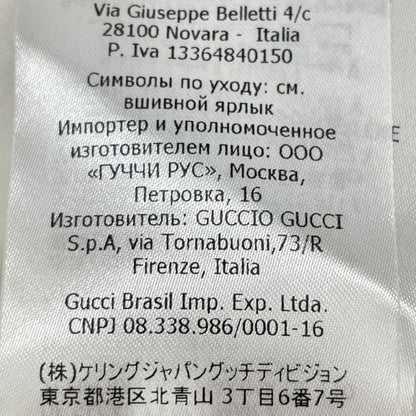 Via Giuseppe Belletti 4/c
28100 Novara - Italia
P. Iva 13364840150
Символы по уходу: см.
вшивной ярлык
Импортер и уполномоченное
изготовителем лицо: ООО
«ГУЧЧИ РУС», Москва,
Петровка, 16
Изготовитель: GUCCIO GUCCI
S.p.A, via Tornabuoni,73/R
Firenze, Italia
Gucci Brasil Imp. Exp. Ltda.
CNPJ 08.338.986/0001-16
(株)ケリングジャパングッチディビジョン
東京都港区北青山 3丁目6番7号